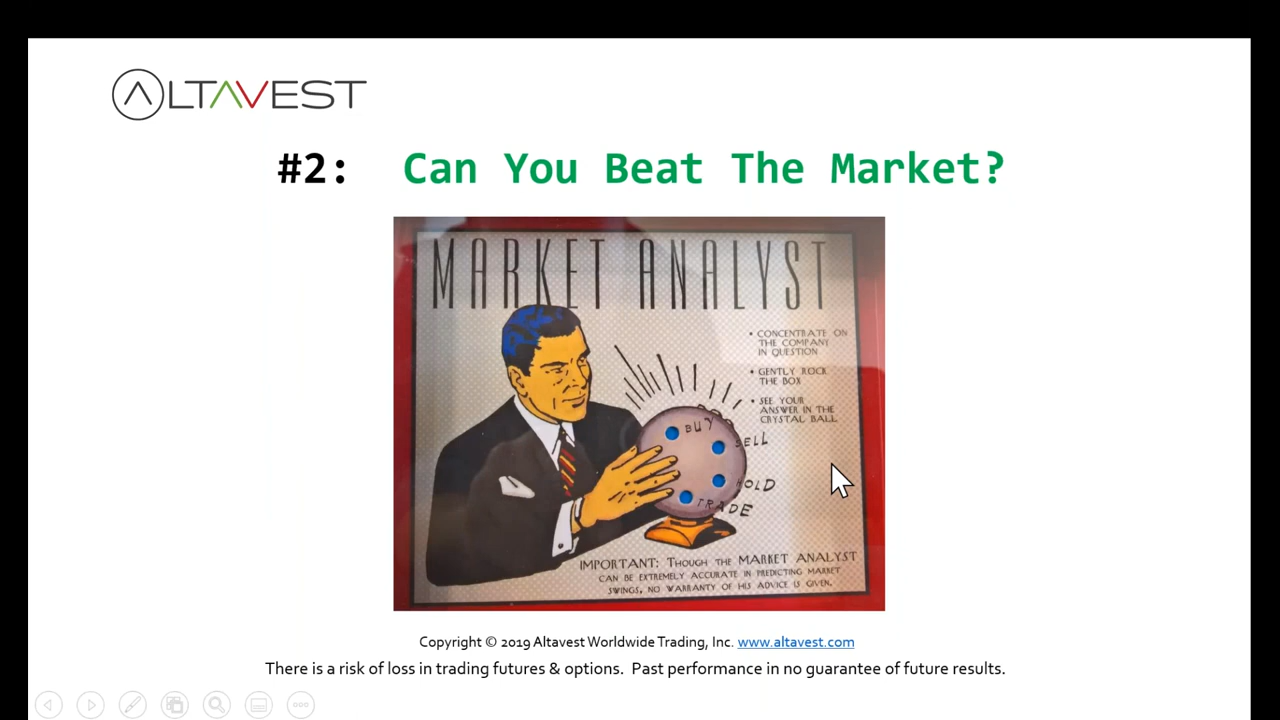 ALTAVEST
#2: Can You Beat The Market?
MARKET ANALYST
• CONCENTRATE ON
THE COMPANY
IN QUESTION
• GENTLY ROCK
THE BOX
• SEE YOUR
ANSWER IN THE
CRYSTAL BALL
BUY
SELL
HOLD
TRADE
IMPORTANT: THOUGH THE MARKET ANALYST
CAN BE EXTREMELY ACCURATE IN PREDICTING MARKET
SWINGS, NO WARRANTY OF HIS ADVICE IS GIVEN.
Copyright © 2019 Altavest Worldwide Trading, Inc. www.altavest.com
There is a risk of loss in trading futures & options. Past performance in no guarantee of future results.